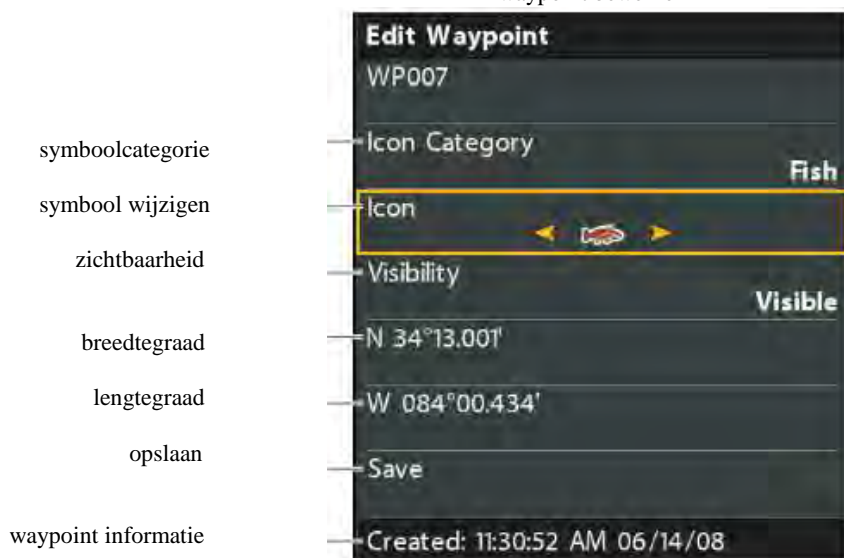 Edit Waypoint
WP007
symboolcategorie
Icon Category
Fish
symbool wijzigen
Icon
zichtbaarheid
Visibility
Visible
breedtegraad
N 34°13.001'
lengtegraad
W 084°00.434'
opslaan
Save
waypoint informatie
Created: 11:30:52 AM 06/14/08